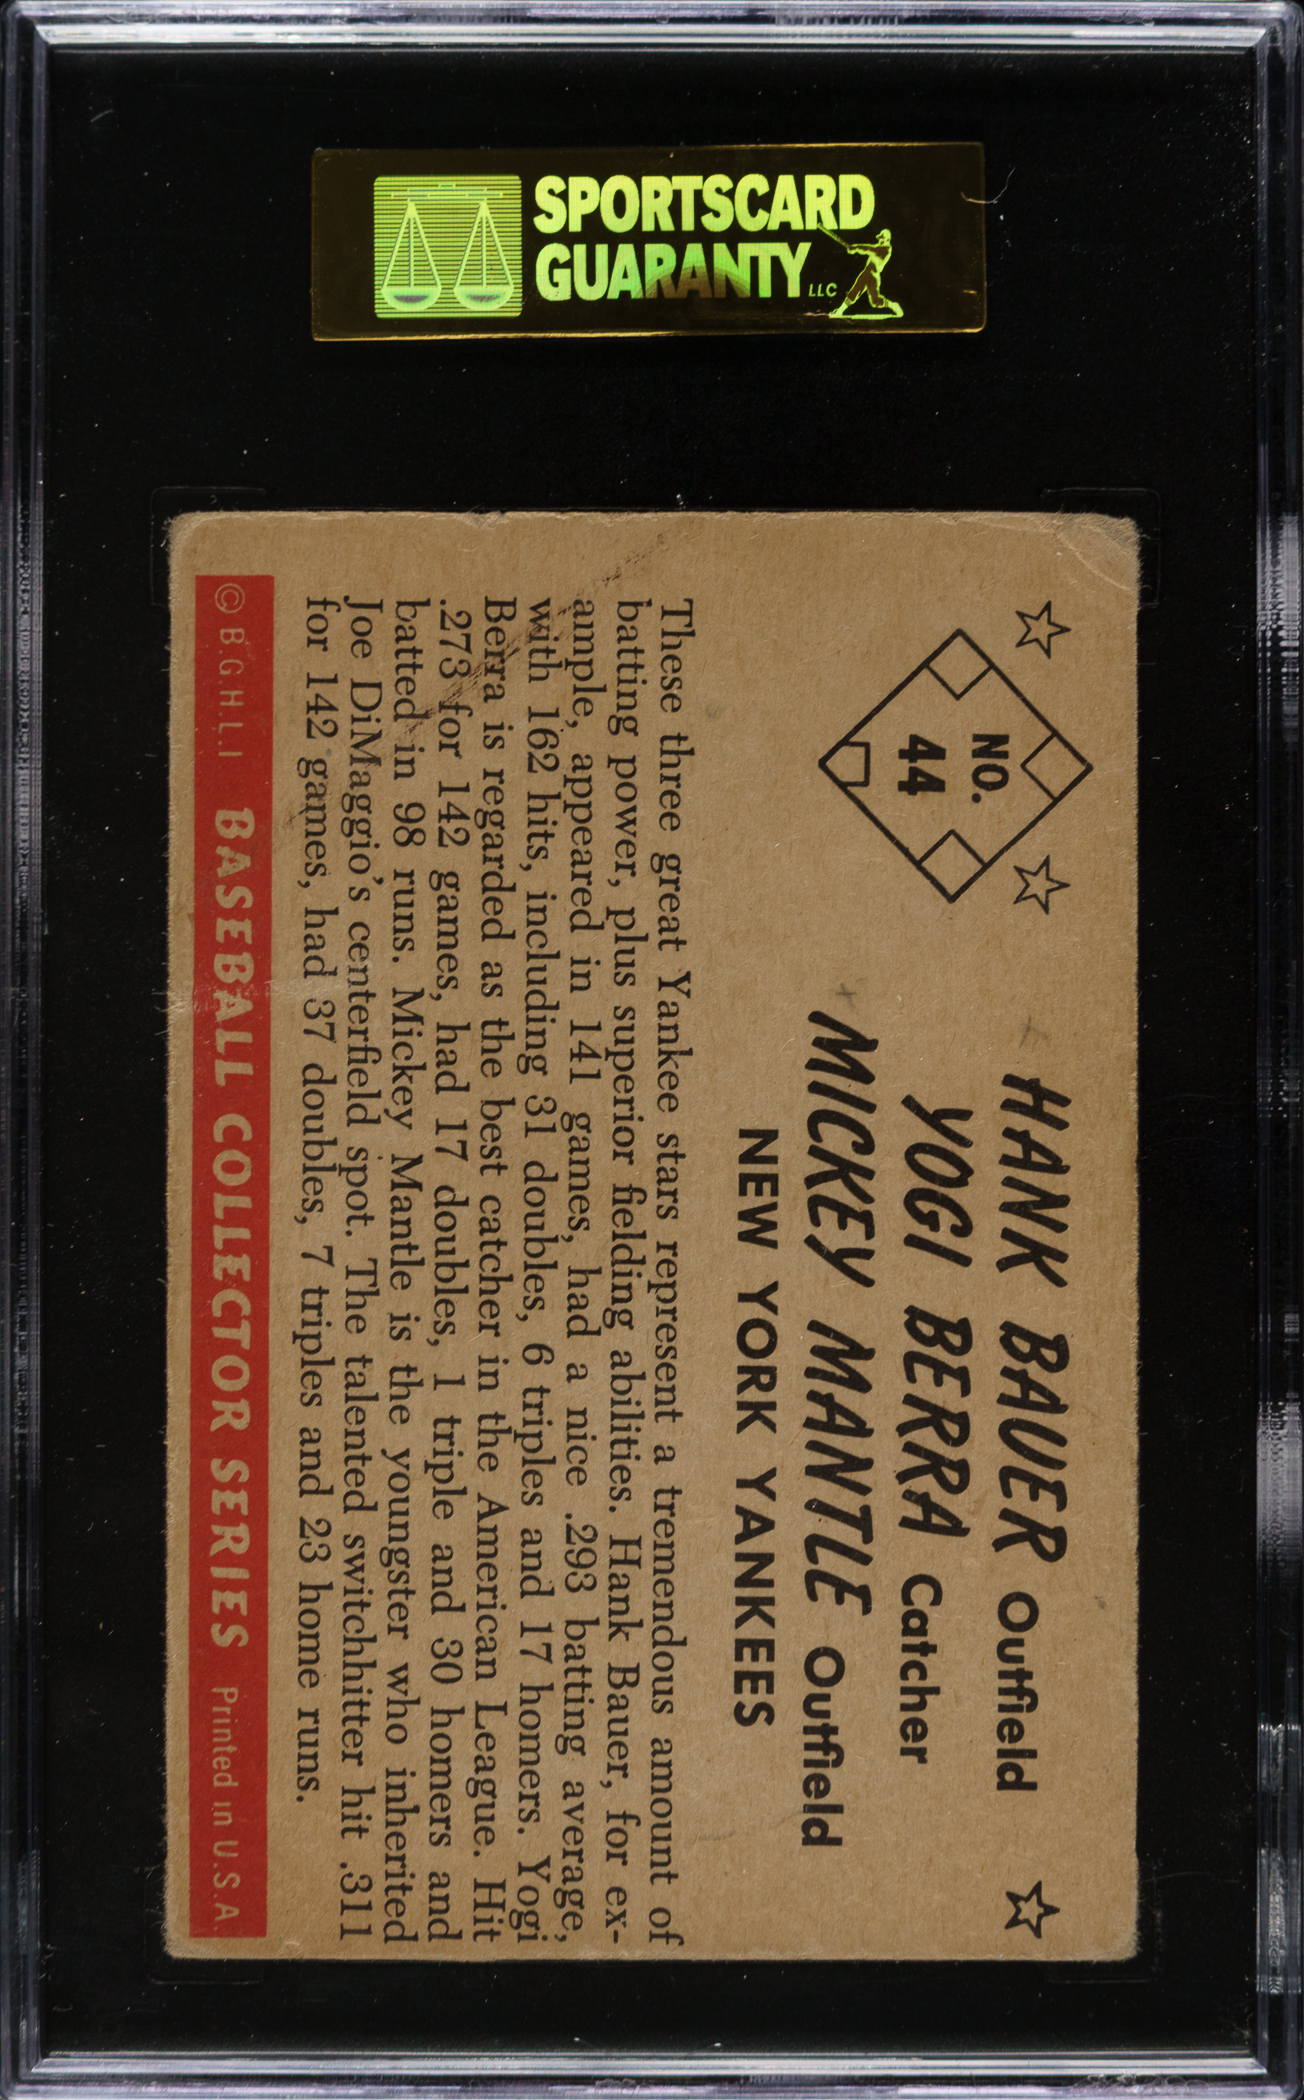 SPORTSCARD
GUARANTY LLC
NO.
44
HANK BAUER Outfield
YOGI BERRA Catcher
MICKEY MANTLE Outfield
NEW YORK YANKEES
These three great Yankee stars represent a tremendous amount of
batting power, plus superior fielding abilities. Hank Bauer, for ex-
ample, appeared in 141 games, had a nice .293 batting average,
with 162 hits, including 31 doubles, 6 triples and 17 homers. Yogi
Berra is regarded as the best catcher in the American League. Hit
.273 for 142 games, had 17 doubles, 1 triple and 30 homers and
batted in 98 runs. Mickey Mantle is the youngster who inherited
Joe DiMaggio's centerfield spot. The talented switchhitter hit .311
for 142 games, had 37 doubles, 7 triples and 23 home runs.
© B.G.H.L.I BASEBALL COLLECTOR SERIES Printed in U.S.A.